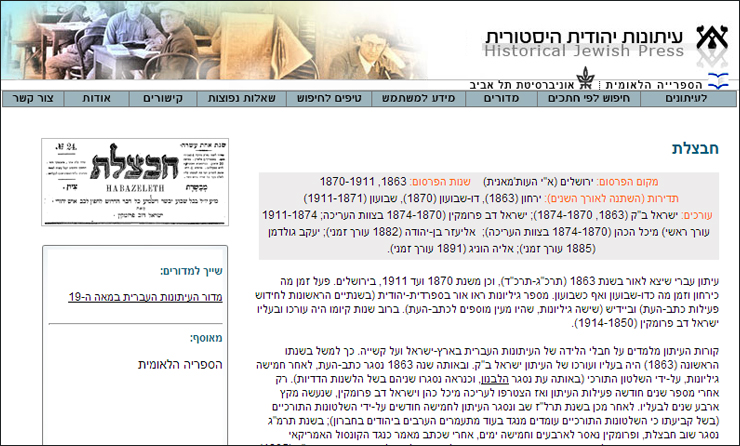 עיתונות יהודית היסטורית
Historical Jewish Press
הספרייה הלאומית
אוניברסיטת תל אביב
לעיתונים
חיפוש לפי חתכים
מדורים
מידע למשתמש
טיפים לחיפוש
שאלות נפוצות
קישורים
אודות
צור קשר
חבצלת
מקום הפרסום: ירושלים (א"י העות'מאנית) שנות הפרסום: 1863, 1870-1911
תדירות (השתנה לאורך השנים): ירחון (1863), דו-שבועון (1870), שבועון (1871-1911)
עורכים: ישראל ב"ק (1863, 1870-1874); ישראל דב פרומקין (1870-1874 בצוות העריכה; 1874-1911
עורך ראשי) מיכל הכהן (1870-1874 בצוות העריכה); אליעזר בן-יהודה (1882 עורך זמני); יעקב גולדמן
(1885 עורך זמני); אליה הוניג (1891 עורך זמני).
עיתון עברי שיצא לאור בשנת 1863 (תרכ"ג-תרכ"ד), וכן משנת 1870 ועד 1911, בירושלים. פעל זמן מה
כירחון וזמן מה כדו-שבועון ואף כשבועון. מספר גיליונות ראו אור בספרדית-יהודית (בשנתיים הראשונות לחידוש
פעילות כתב-העת) וביידיש (שישה גיליונות, שהיו מעין מוספים לכתב-העת). ברוב שנות קיומו היה עורכו ובעליו
ישראל דב פרומקין (1850-1914).
קורות העיתון מלמדים על חבלי הלידה של העיתונות העברית בארץ-ישראל ועל קשייה. כך למשל בשנתו
הראשונה (1863) היה בעליו ועורכו של העיתון ישראל ב"ק. ובאותה שנה 1863 נסגר כתב-העת, לאחר חמישה
גיליונות, על-ידי השלטון התורכי (באותה עת נסגר הלבנון, וכנראה נסגרו שניהם בשל הלשנות הדדיות). רק
אחרי מספר שנים חודשה פעילות העיתון ואז הצטרפו לעריכה מיכל כהן וישראל דב פרומקין, שנעשה מקץ
ארבע שנים לבעליו. לאחר מכן בשנת תרל"ז שב ונסגר העיתון לחמישה חודשים על-ידי השלטונות התורכיים
(בשל קביעתו כי השלטונות התורכיים עומדים מנגד בעוד מתעמרים הערבים ביהודים בחברון); בשנת תרמ"ג
נסגר שוב חבצלת, ופרומקין נאסר לארבעים וחמישה ימים, אחרי שכתב מאמר כנגד הקונסול האמריקאי
№ 24.
חבצלת
HABAZELETH
שייך למדורים:
מדור העיתונות העברית במאה ה-19
מאוסף:
הספריה הלאומית